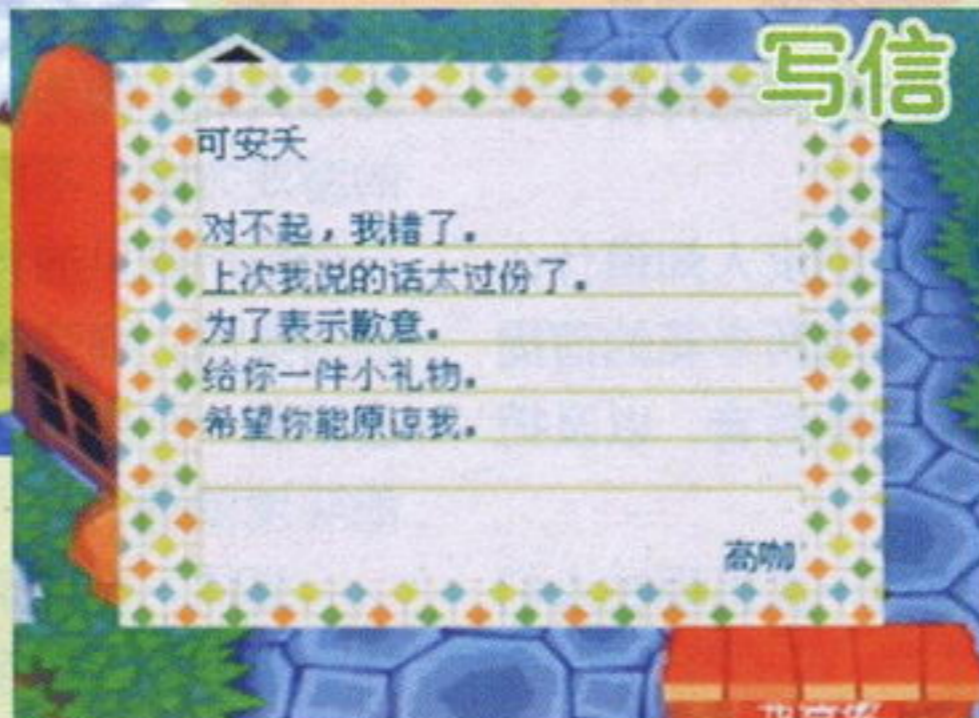 写信
可安夭
对不起，我错了。
上次我说的话太过份了。
为了表示歉意。
给你一件小礼物。
希望你能原谅我。
高咖